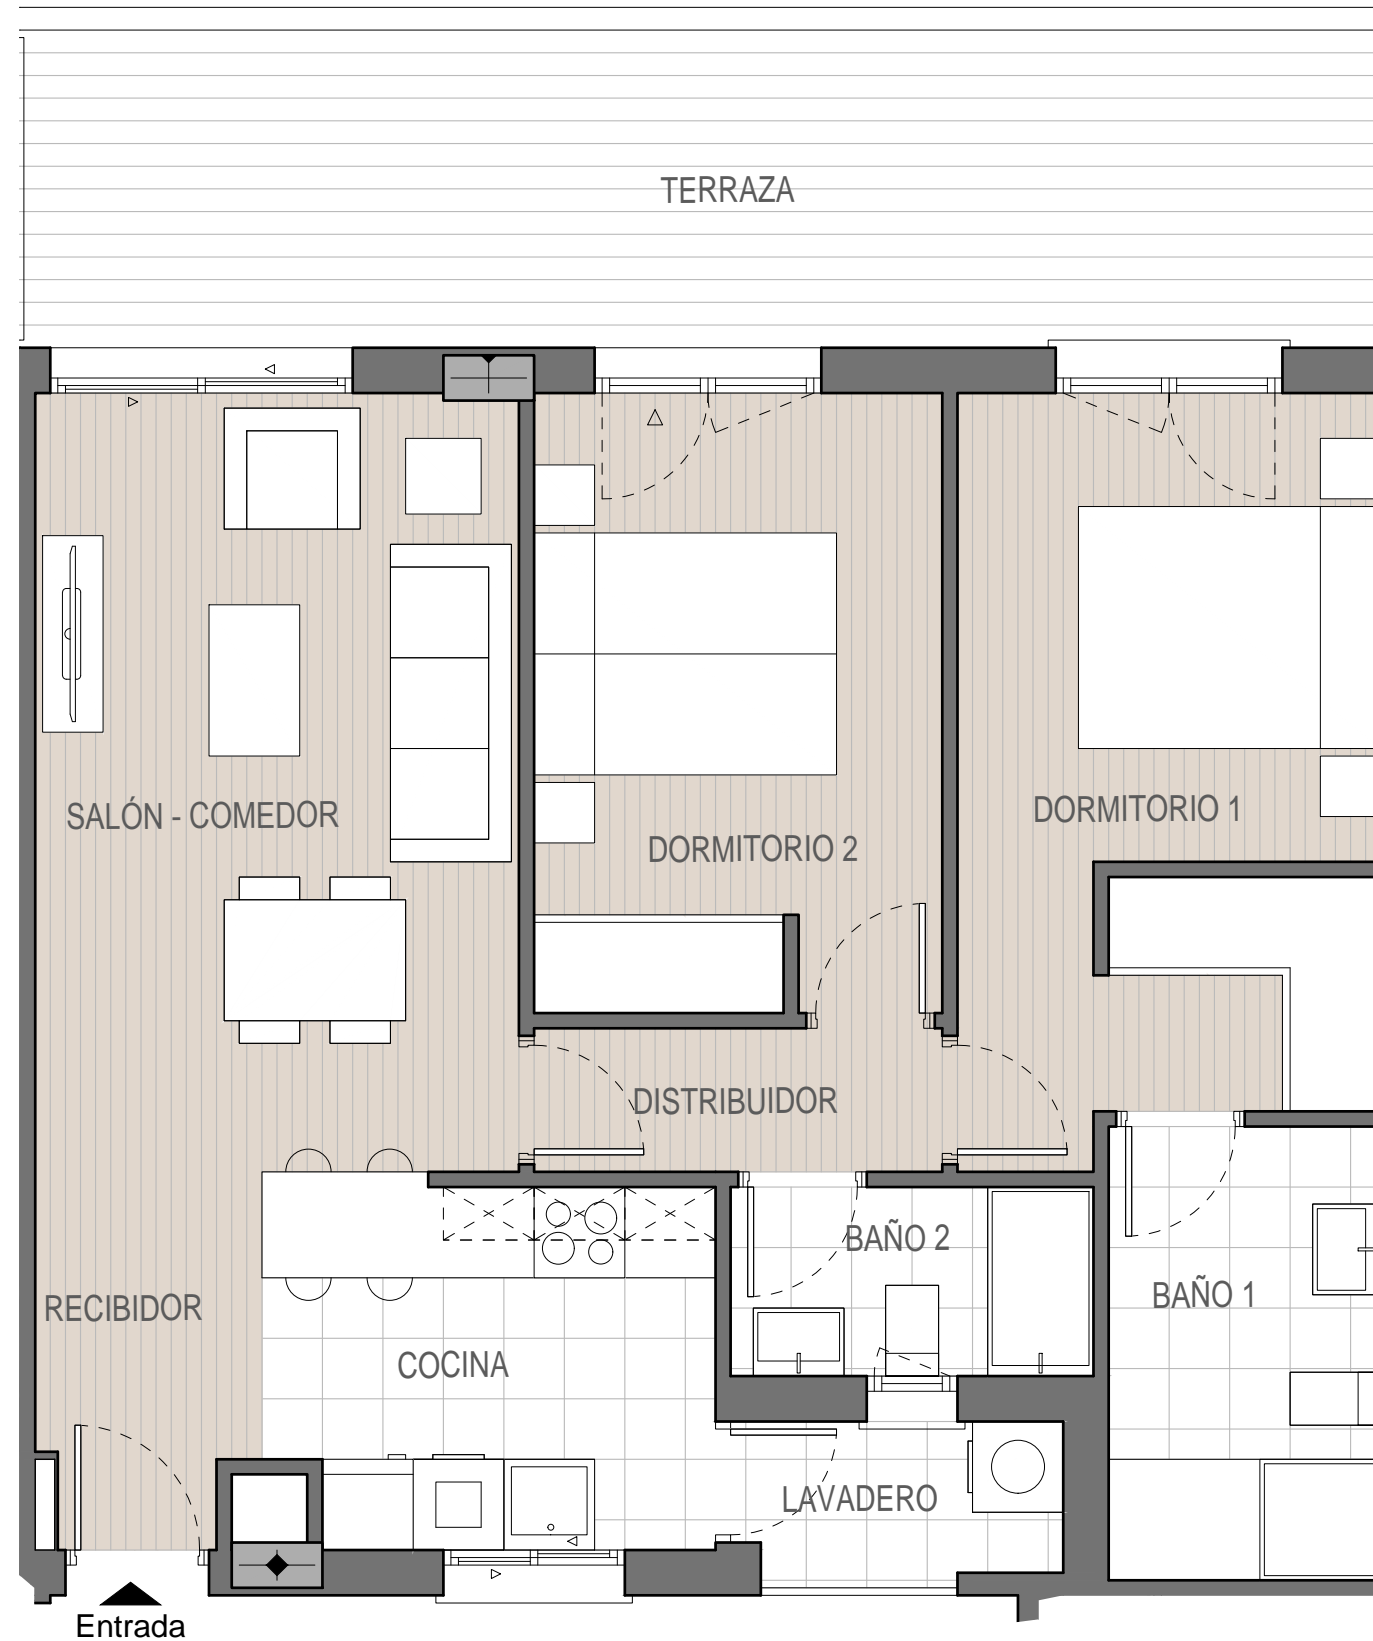 TERRAZA
SALÓN - COMEDOR
DORMITORIO 2
DORMITORIO 1
DISTRIBUIDOR
BAÑO 2
BAÑO 1
RECIBIDOR
COCINA
LAVADERO
Entrada